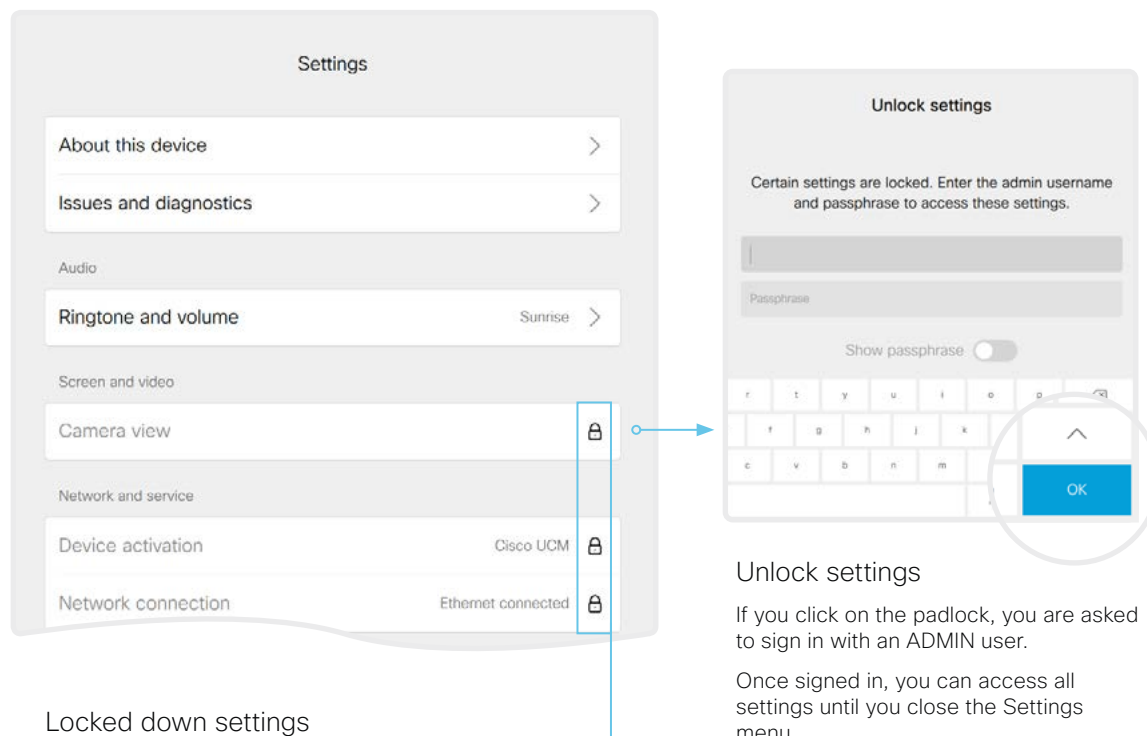 Settings
About this device
Issues and diagnostics
Audio
Ringtone and volume Sunrise
Screen and video
Camera view
Network and service
Device activation Cisco UCM
Network connection Ethernet connected
Locked down settings
Unlock settings
Certain settings are locked. Enter the admin username
and passphrase to access these settings.
Passphrase
Show passphrase
r t y u i o p
f g h j k
c v b n m
OK
Unlock settings
If you click on the padlock, you are asked
to sign in with an ADMIN user.
Once signed in, you can access all
settings until you close the Settings
menu